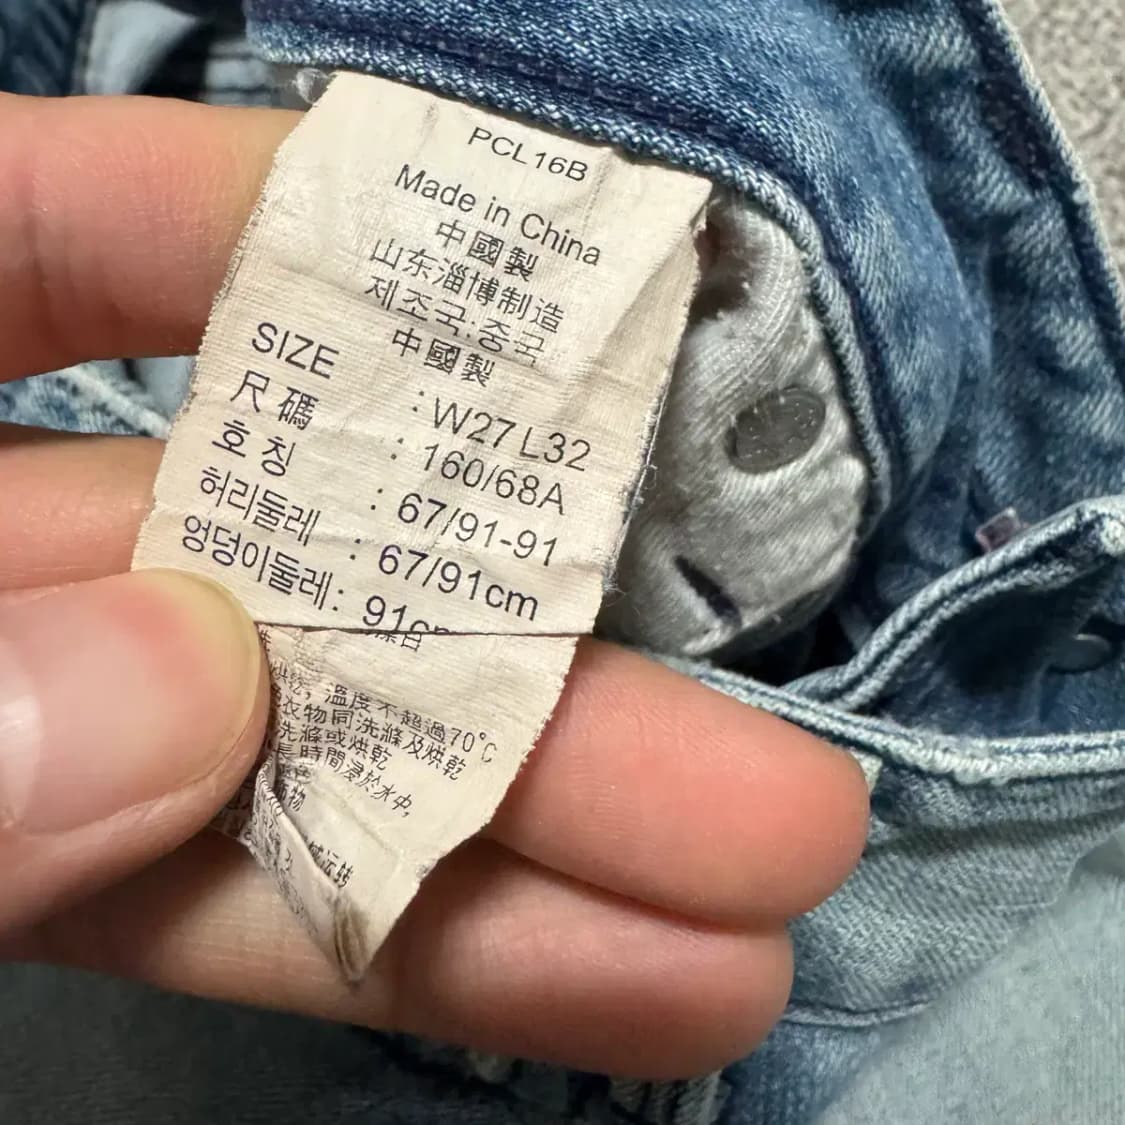 PCL16B
Made in China
中國製
山东淄博制造
제조국:중국
中國製
SIZE : W27 L32
尺碼 : 160/68A
호칭 : 67/91-91
허리둘레 : 67/91cm
엉덩이둘레: 91cm
溫度不超過70°C
衣物同洗滌及烘乾
洗滌或烘乾
長時間浸於水中,